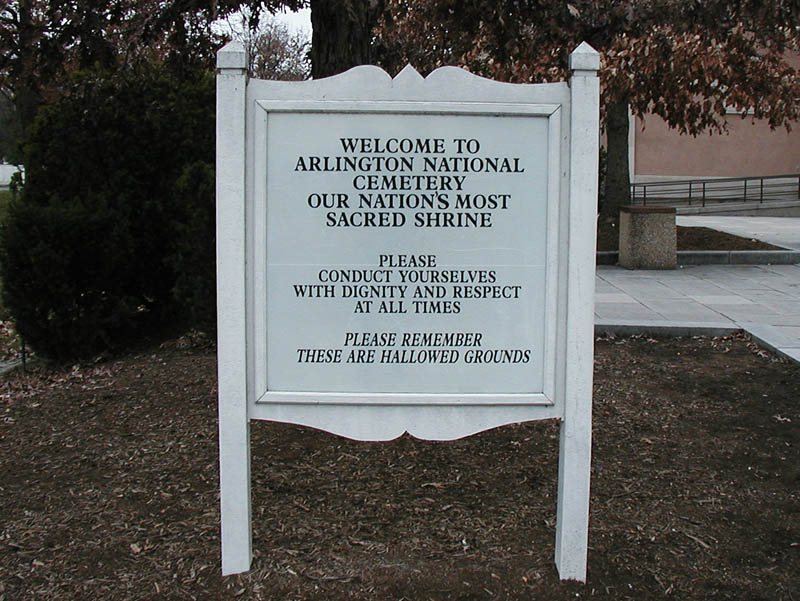 WELCOME TO
ARLINGTON NATIONAL
CEMETERY
OUR NATION'S MOST
SACRED SHRINE
PLEASE
CONDUCT YOURSELVES
WITH DIGNITY AND RESPECT
AT ALL TIMES
PLEASE REMEMBER
THESE ARE HALLOWED GROUNDS